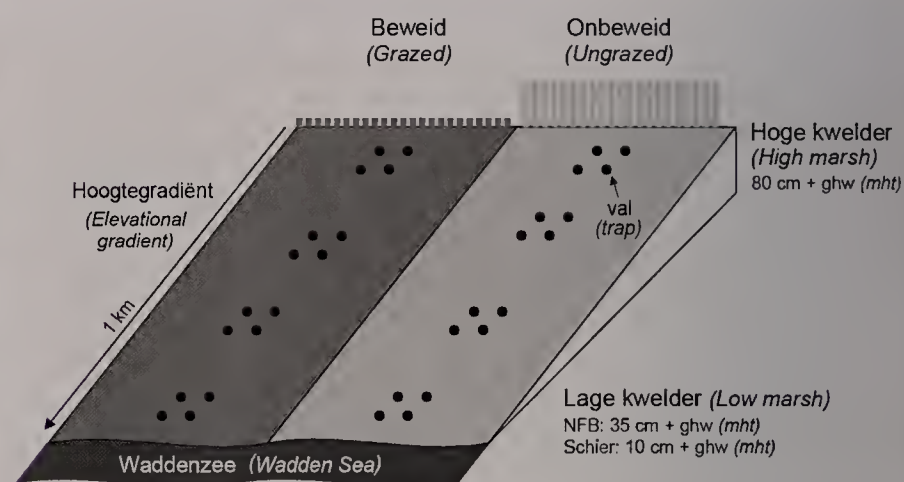 Beweid
(Grazed)
Onbeweid
(Ungrazed)
Hoogtegradiënt
(Elevational
gradient)
1 km
val
(trap)
Hoge kwelder
(High marsh)
80 cm + ghw (mht)
Lage kwelder (Low marsh)
NFB: 35 cm + ghw (mht)
Schier: 10 cm + ghw (mht)
Waddenzee (Wadden Sea)